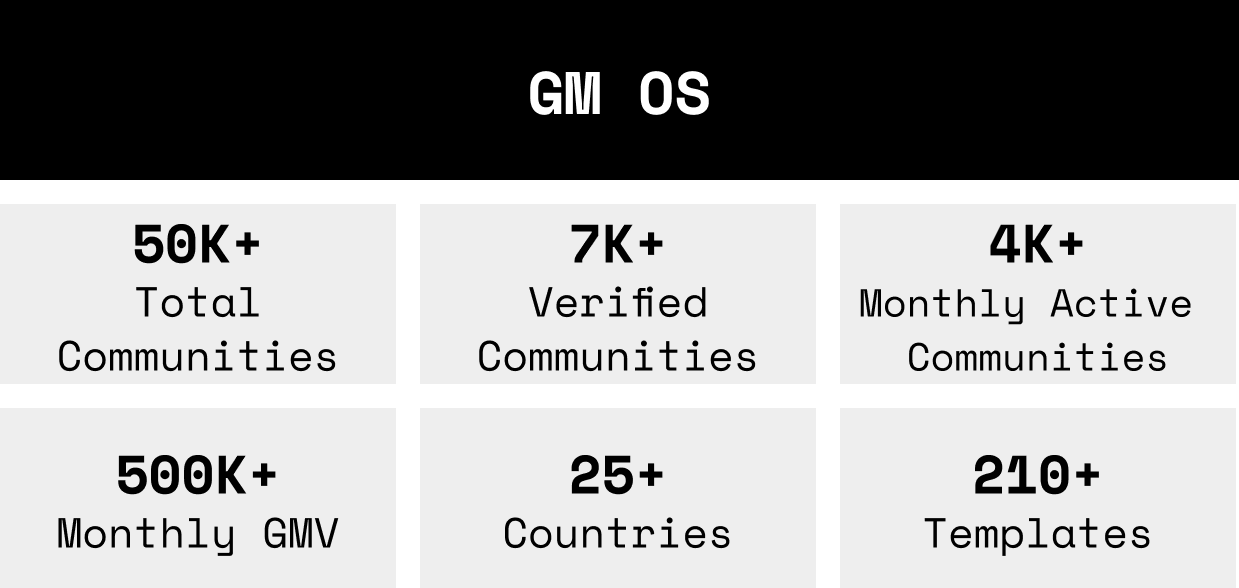 GM OS
50K+
Total
Communities
7K+
Verified
Communities
4K+
Monthly Active
Communities
500K+
Monthly GMV
25+
Countries
210+
Templates